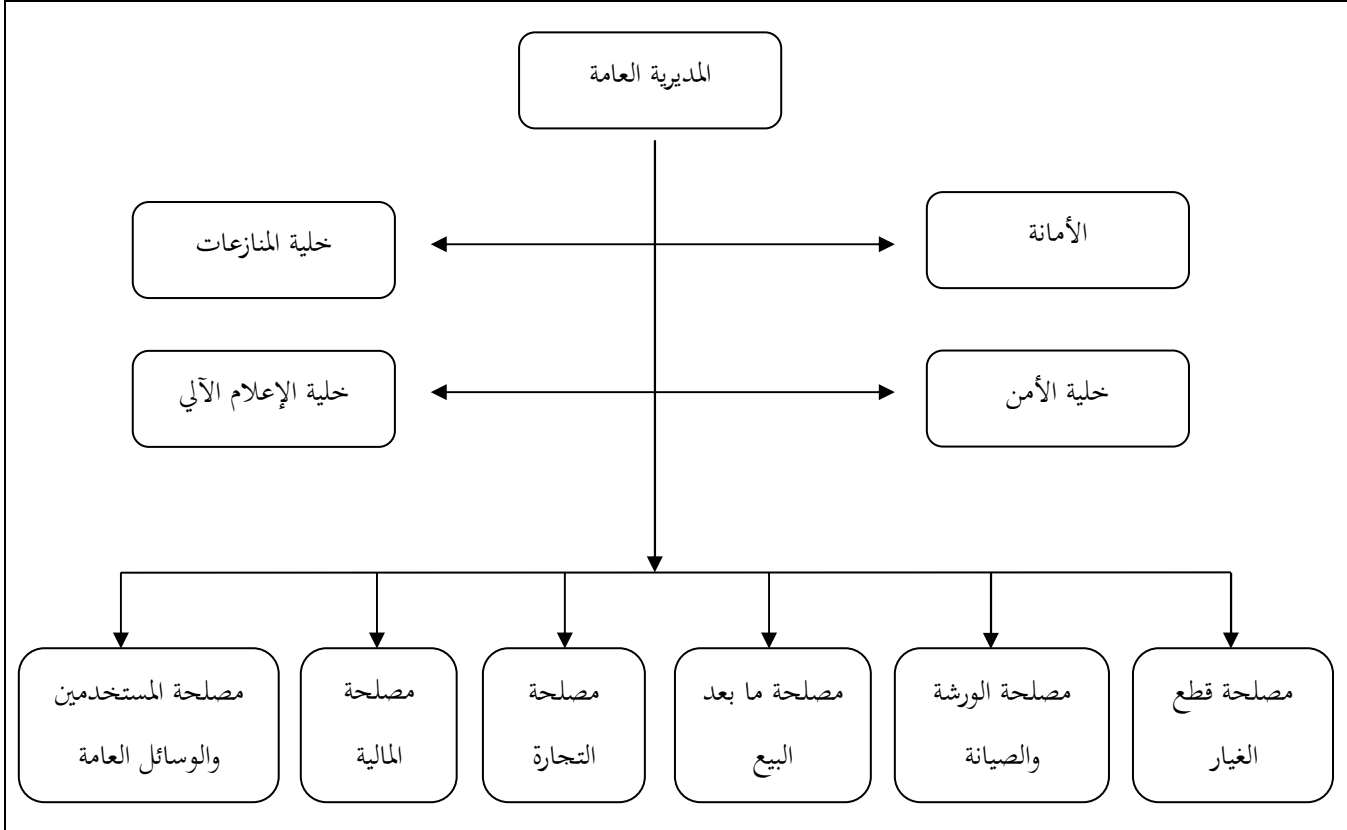 المديرية العامة
الأمانة
خلية المنازعات
خلية الأمن
خلية الإعلام الآلي
مصلحة قطع
الغيار
مصلحة الورشة
والصيانة
مصلحة ما بعد
البيع
مصلحة
التجارة
مصلحة
المالية
مصلحة المستخدمين
والوسائل العامة